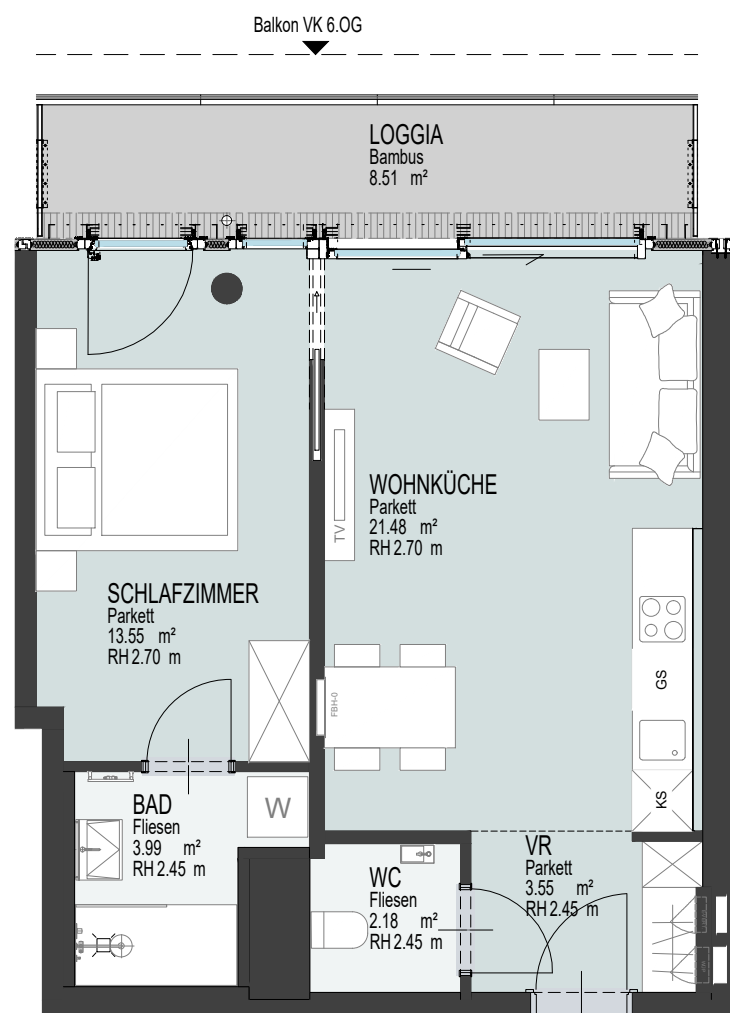 Balkon VK 6.OG
LOGGIA
Bambus
8.51 m²
WOHNKÜCHE
Parkett
21.48 m²
RH 2.70 m
TV
SCHLAFZIMMER
Parkett
13.55 m²
RH 2.70 m
FBH-0
GS
KS
BAD
Fliesen
3.99 m²
RH 2.45 m
W
WC
Fliesen
2.18 m²
RH 2.45 m
VR
Parkett
3.55 m²
RH 2.45 m